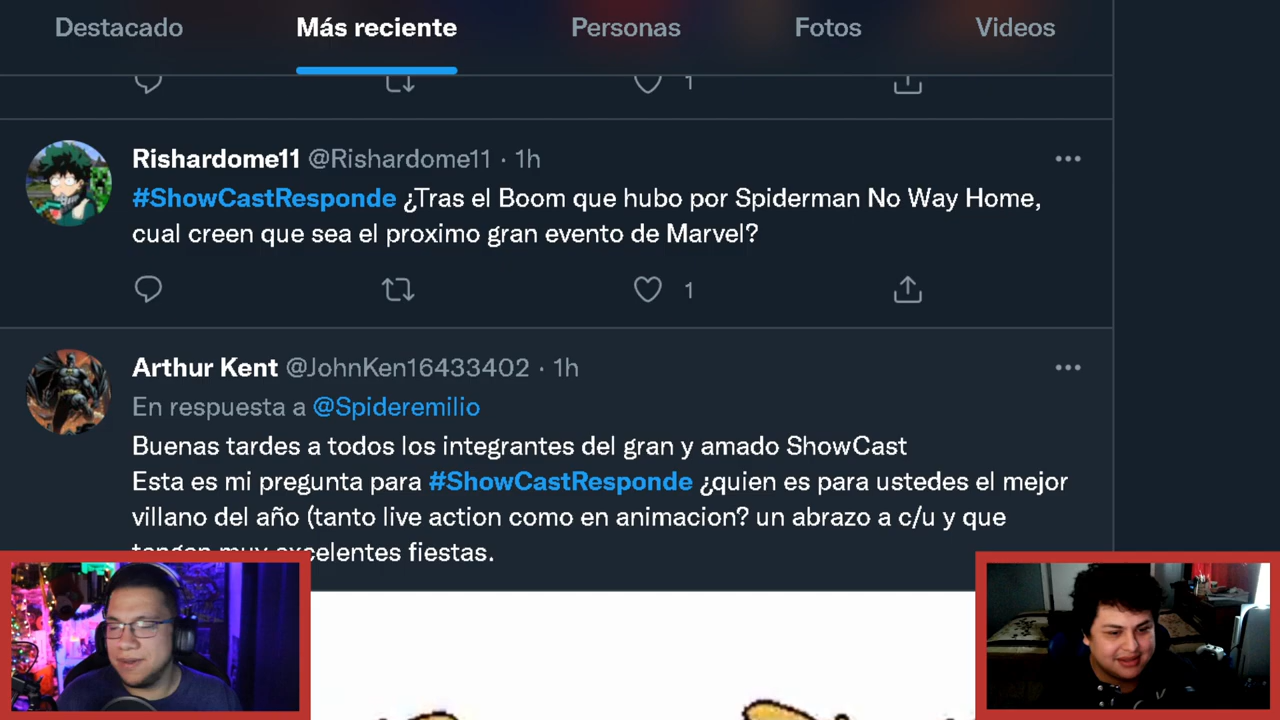 Destacado Más reciente Personas Fotos Videos
1
Rishardome11 @Rishardome11 · 1h
#ShowCastResponde ¿Tras el Boom que hubo por Spiderman No Way Home,
cual creen que sea el proximo gran evento de Marvel?
1
Arthur Kent @JohnKen16433402 · 1h
En respuesta a @Spideremilio
Buenas tardes a todos los integrantes del gran y amado ShowCast
Esta es mi pregunta para #ShowCastResponde ¿quien es para ustedes el mejor
villano del año (tanto live action como en animacion? un abrazo a c/u y que
tengan muy excelentes fiestas.